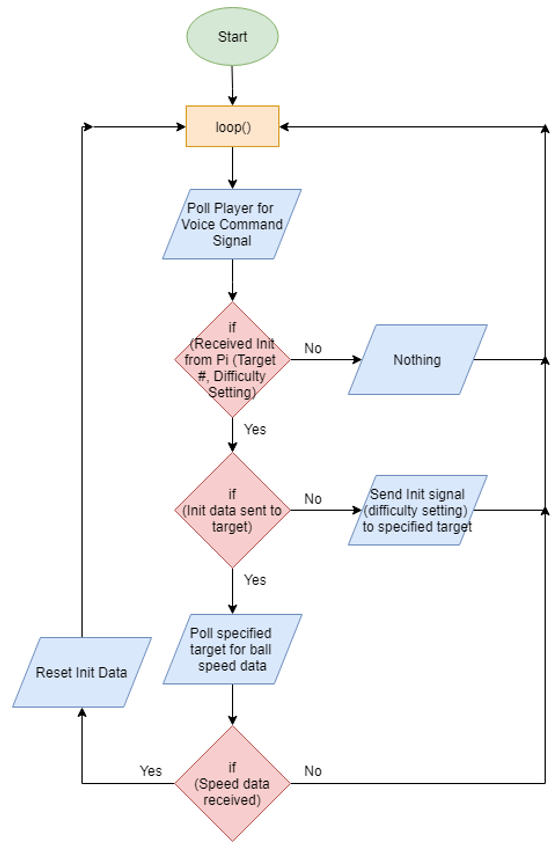 Start
loop()
Poll Player for
Voice Command
Signal
if
(Received Init
from Pi (Target
#, Difficulty
Setting)
No
Nothing
Yes
if
(Init data sent to
target)
No
Send Init signal
(difficulty setting)
to specified target
Yes
Poll specified
target for ball
speed data
Reset Init Data
Yes
if
(Speed data
received)
No